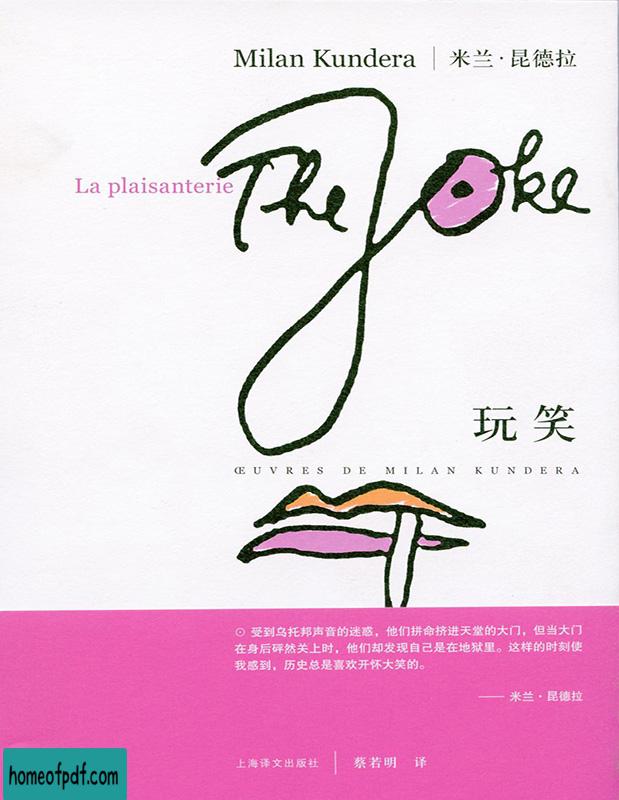 Milan Kundera | 米兰·昆德拉
La plaisanterie
The Joke
玩笑
ŒUVRES DE MILAN KUNDERA
⊙ 受到乌托邦声音的迷惑，他们拼命挤进天堂的大门，但当大门
在身后砰然关上时，他们却发现自己是在地狱里。这样的时刻使
我感到，历史总是喜欢开怀大笑的。
—— 米兰·昆德拉
上海译文出版社 | 蔡若明 译
homeofpdf.com